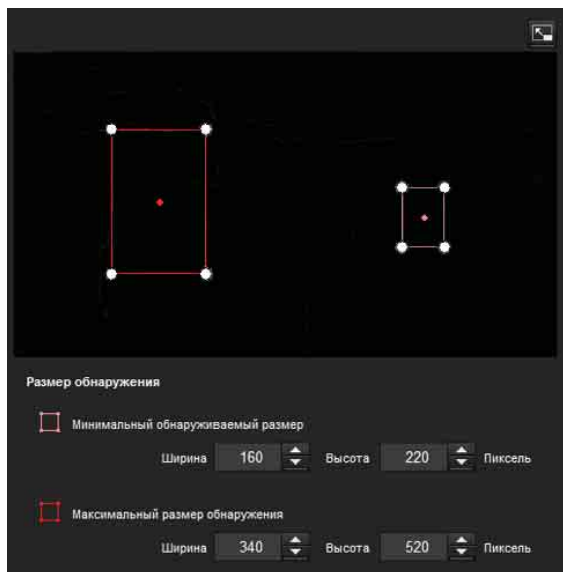 Размер обнаружения
Минимальный обнаруживаемый размер
Ширина 160 Высота 220 Пиксель
Максимальный размер обнаружения
Ширина 340 Высота 520 Пиксель